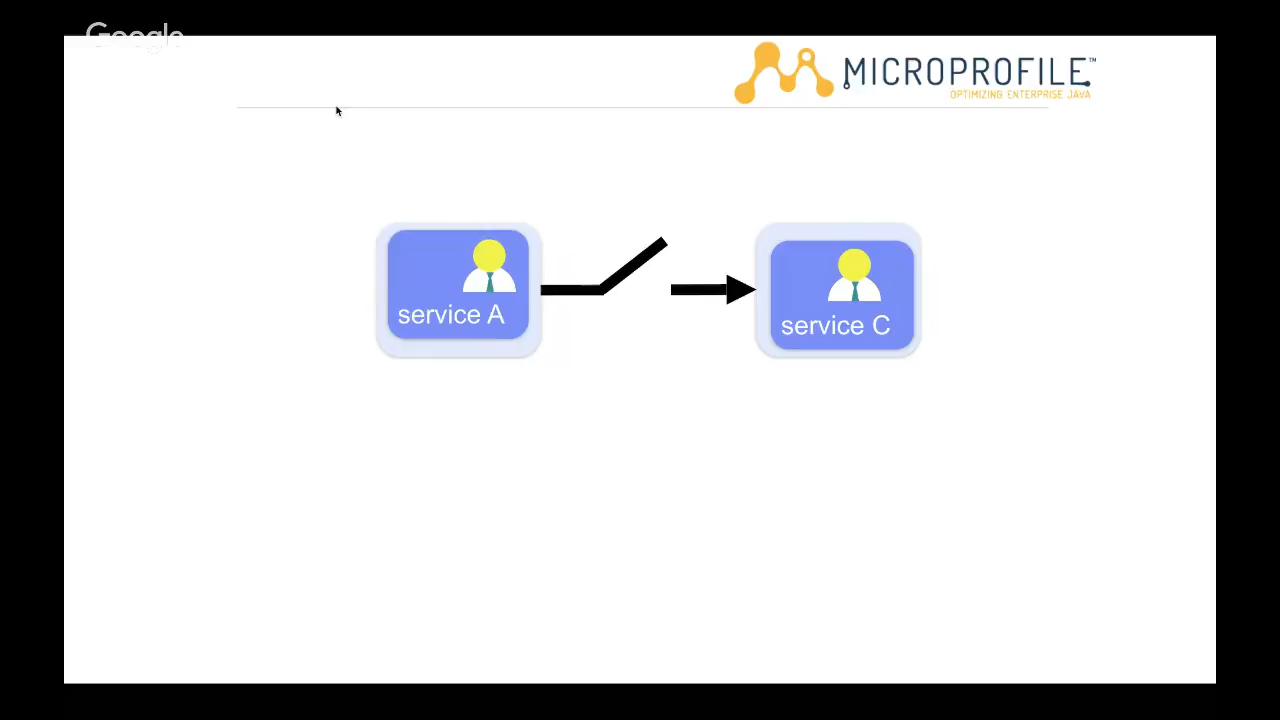 Google
MICROPROFILE™
OPTIMIZING ENTERPRISE JAVA
service A
service C